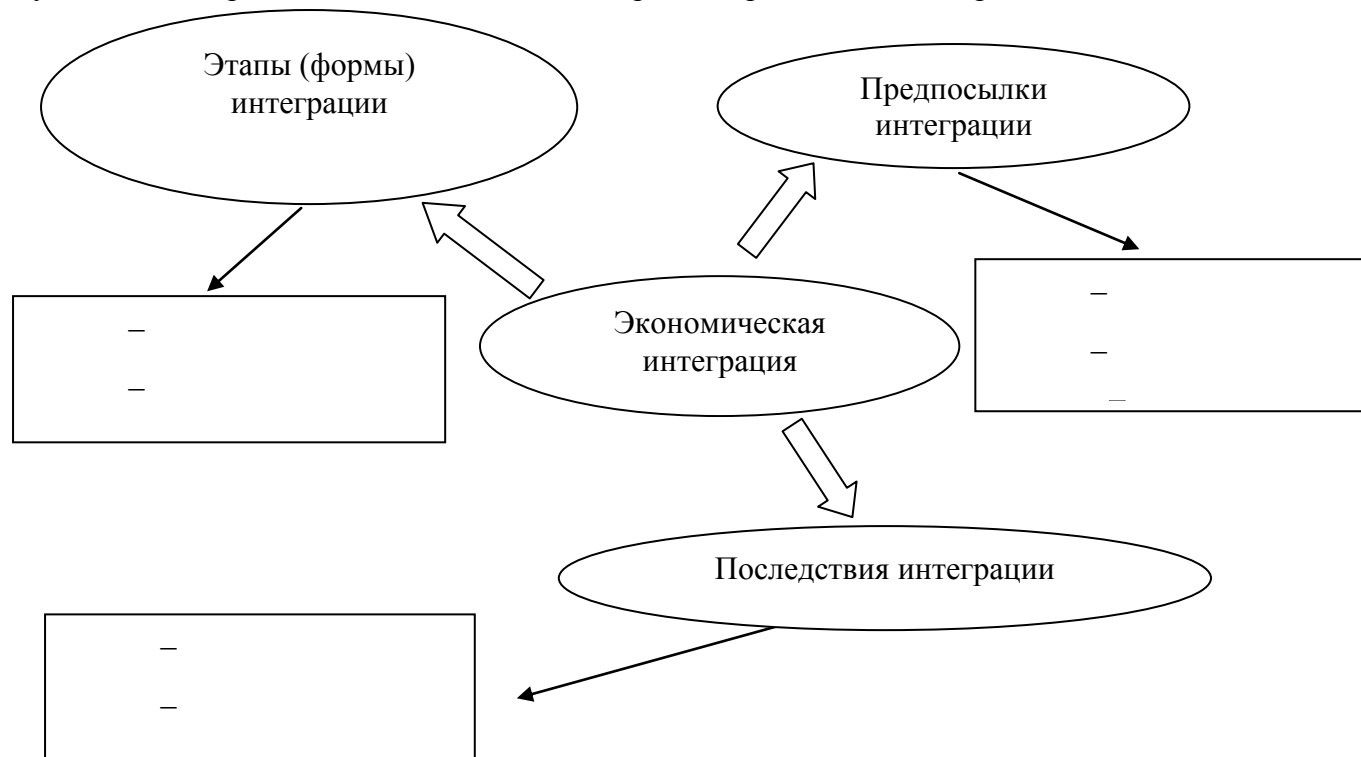 Этапы (формы)
интеграции
Предпосылки
интеграции
Экономическая
интеграция
–
–
–
–
–
Последствия интеграции
–
–